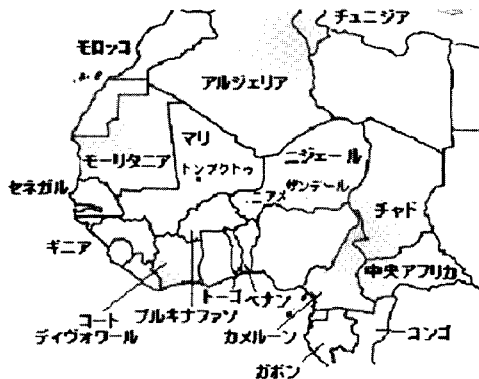 チュニジア
モロッコ
アルジェリア
マリ
ニジェール
モーリタニア
トンブクトゥ
セネガル
ニアメ
ザンデール
チャド
ギニア
中央アフリカ
トーゴ
ベナン
コート
ディヴォワール
ブルキナファソ
カメルーン
コンゴ
ガボン